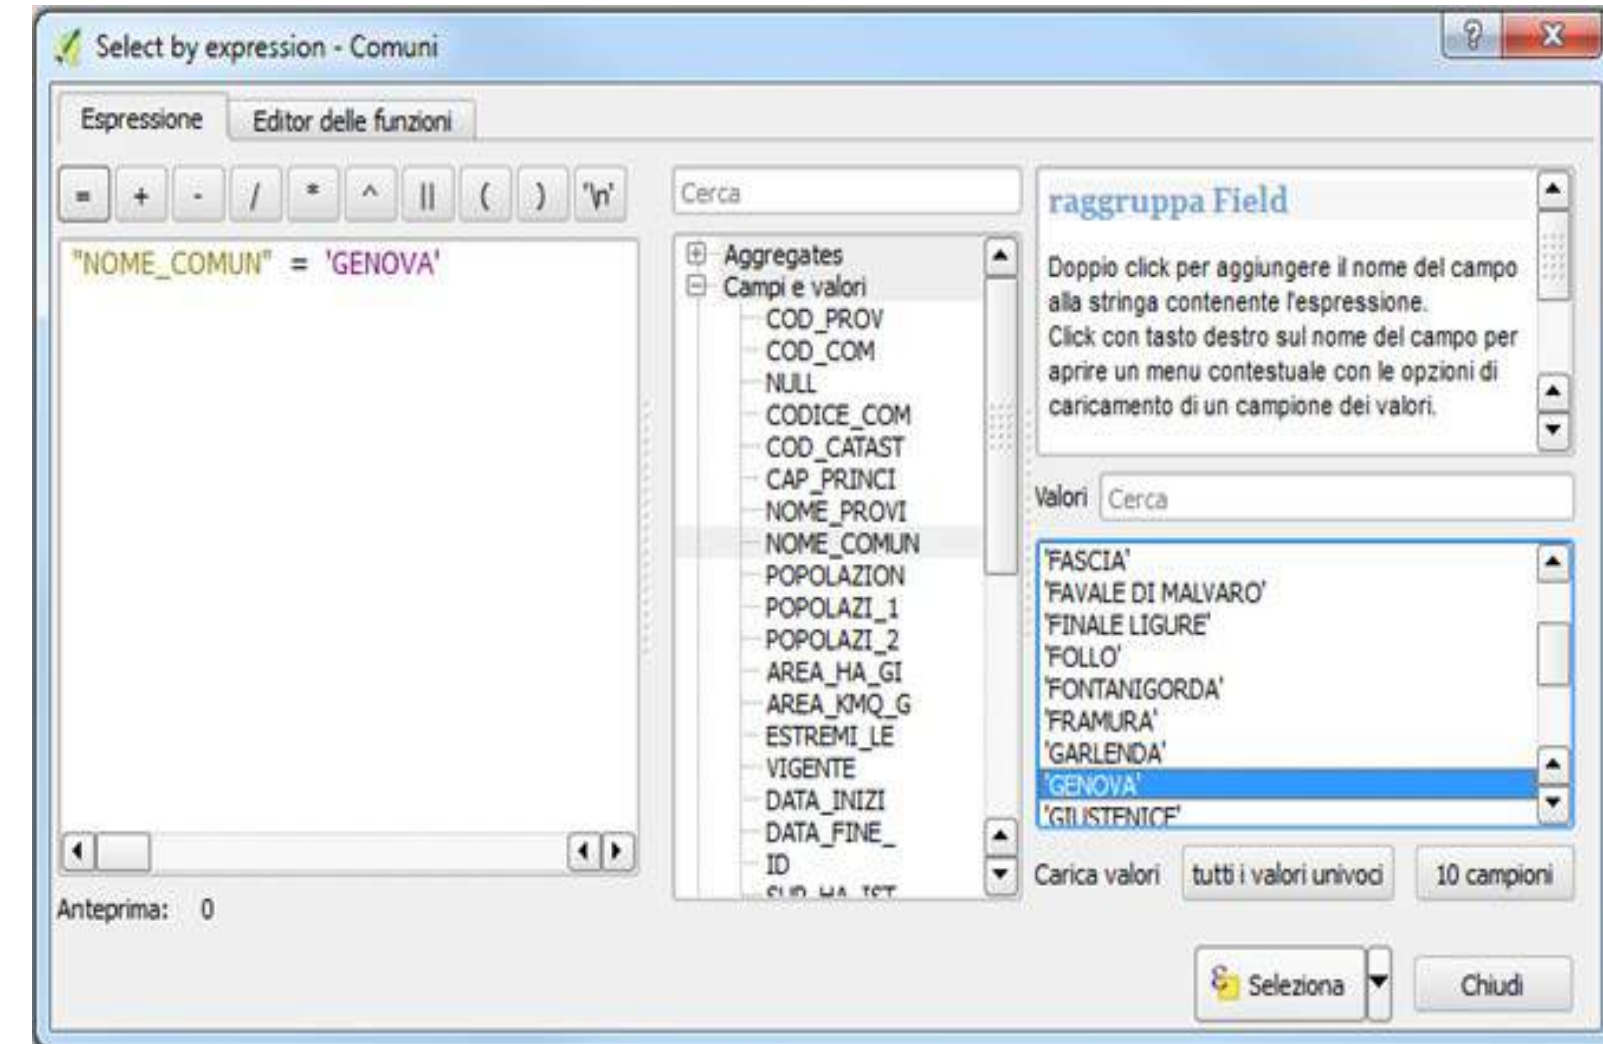 Select by expression - Comuni
?
X
Espressione
Editor delle funzioni
= + - / * ^ || ( ) '\n'
"NOME_COMUN" = 'GENOVA'
Anteprima: 0
Cerca
Aggregates
Campi e valori
COD_PROV
COD_COM
NULL
CODICE_COM
COD_CATAST
CAP_PRINCI
NOME_PROVI
NOME_COMUN
POPOLAZION
POPOLAZI_1
POPOLAZI_2
AREA_HA_GI
AREA_KMQ_G
ESTREMI_LE
VIGENTE
DATA_INIZI
DATA_FINE_
ID
raggruppa Field
Doppio click per aggiungere il nome del campo
alla stringa contenente l'espressione.
Click con tasto destro sul nome del campo per
aprire un menu contestuale con le opzioni di
caricamento di un campione dei valori.
Valori Cerca
'FASCIA'
'FAVALE DI MALVARO'
'FINALE LIGURE'
'FOLLO'
'FONTANIGORDA'
'FRAMURA'
'GARLENDA'
'GENOVA'
'GIUSTENICE'
Carica valori tutti i valori univoci 10 campioni
Seleziona
Chiudi